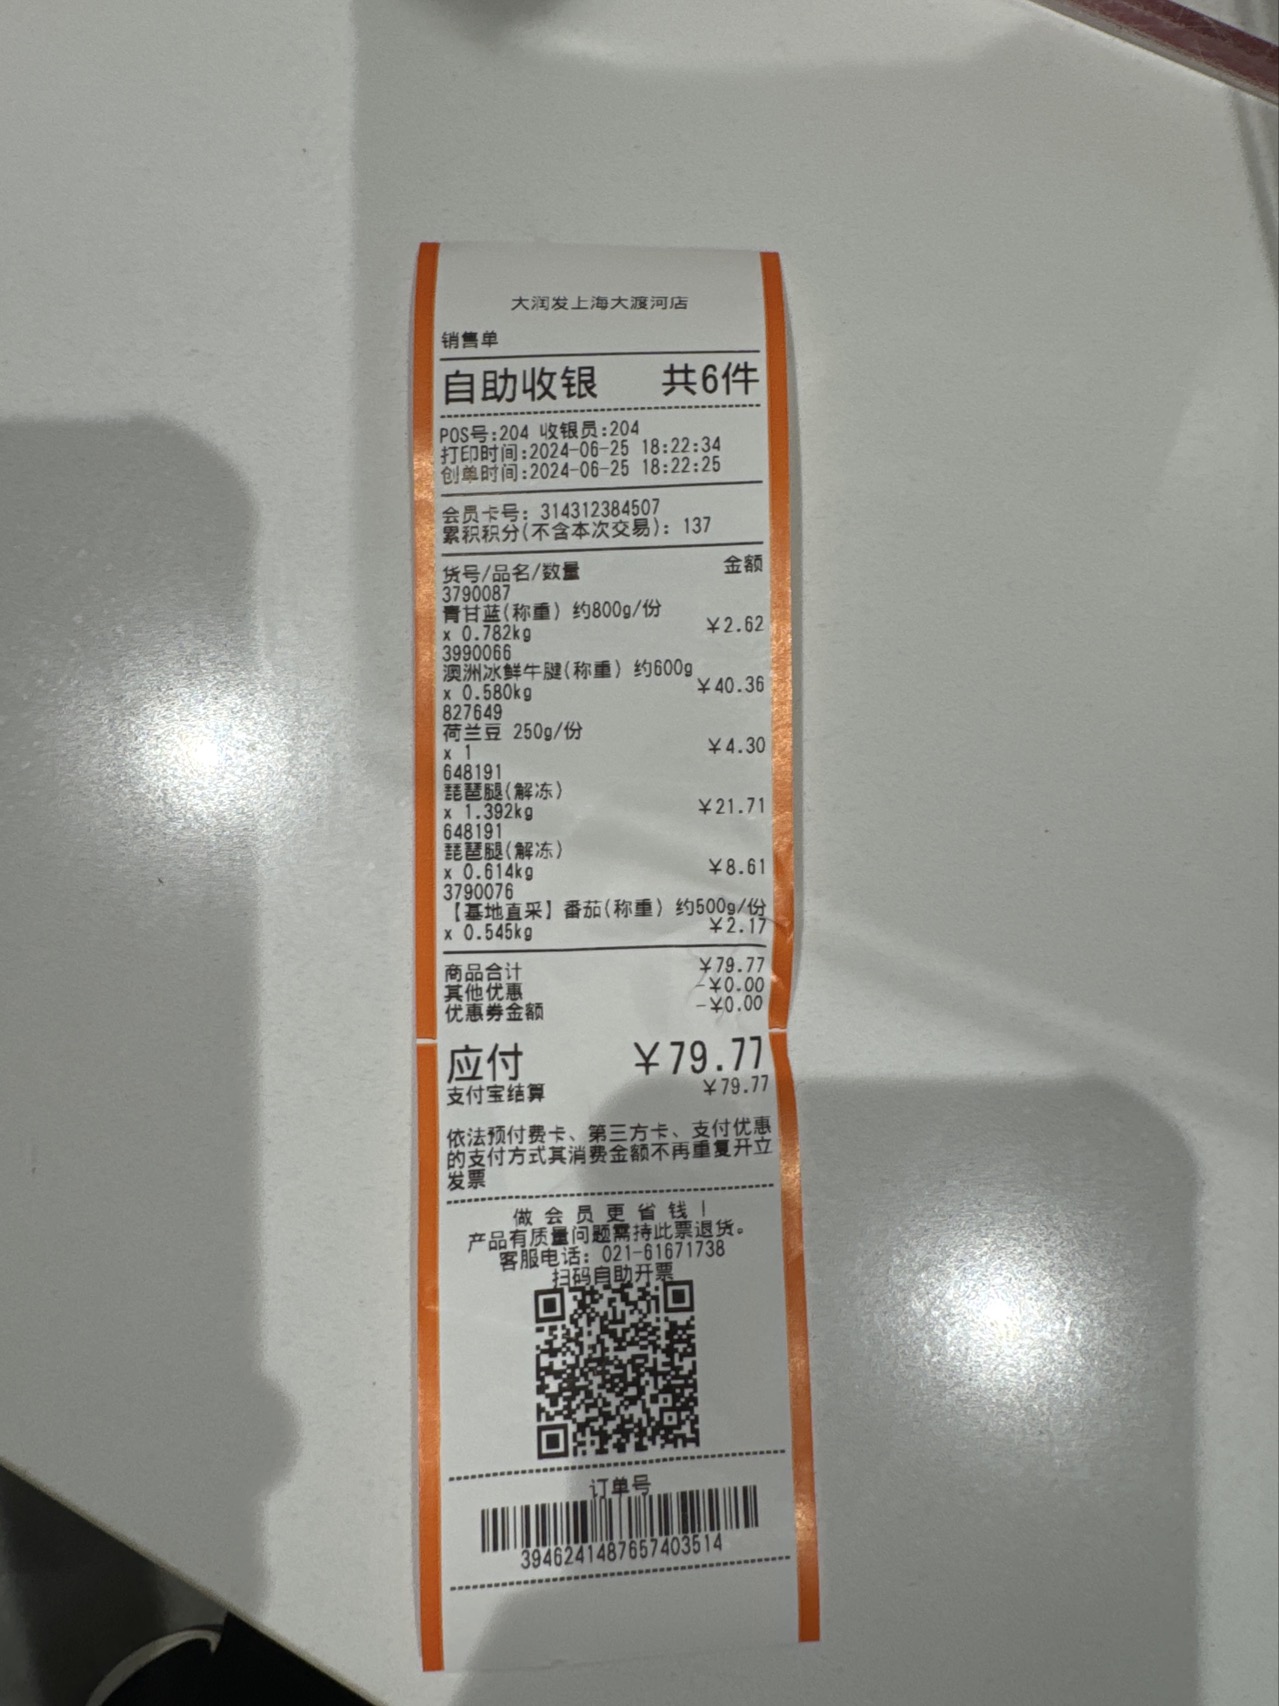 大润发上海大渡河店
销售单
自助收银 共6件
POS号:204 收银员:204
打印时间:2024-06-25 18:22:34
创单时间:2024-06-25 18:22:25
会员卡号: 314312384507
累积积分(不含本次交易): 137
货号/品名/数量 金额
3790087
青甘蓝(称重) 约800g/份
x 0.782kg ¥2.62
3990066
澳洲冰鲜牛腱(称重) 约600g
x 0.580kg ¥40.36
827649
荷兰豆 250g/份
x 1 ¥4.30
648191
琵琶腿(解冻)
x 1.392kg ¥21.71
648191
琵琶腿(解冻)
x 0.614kg ¥8.61
3790076
【基地直采】番茄(称重) 约500g/份
x 0.545kg ¥2.17
商品合计 ¥79.77
其他优惠 -¥0.00
优惠券金额 -¥0.00
应付 ¥79.77
支付宝结算 ¥79.77
依法预付费卡、第三方卡、支付优惠
的支付方式其消费金额不再重复开立
发票
做会员更省钱!
产品有质量问题需持此票退货。
客服电话: 021-61671738
扫码自助开票
订单号
3946241487657403514